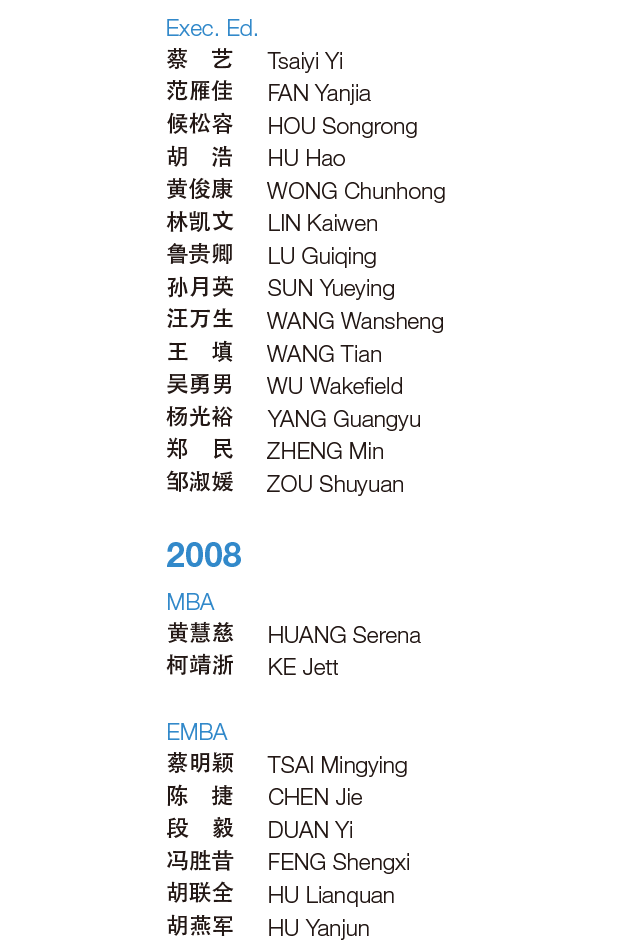 Exec. Ed.
蔡　艺 Tsaiyi Yi
范雁佳 FAN Yanjia
候松容 HOU Songrong
胡　浩 HU Hao
黄俊康 WONG Chunhong
林凯文 LIN Kaiwen
鲁贵卿 LU Guiqing
孙月英 SUN Yueying
汪万生 WANG Wansheng
王　填 WANG Tian
吴勇男 WU Wakefield
杨光裕 YANG Guangyu
郑　民 ZHENG Min
邹淑媛 ZOU Shuyuan
2008
MBA
黄慧慈 HUANG Serena
柯靖浙 KE Jett
EMBA
蔡明颖 TSAI Mingying
陈　捷 CHEN Jie
段　毅 DUAN Yi
冯胜昔 FENG Shengxi
胡联全 HU Lianquan
胡燕军 HU Yanjun